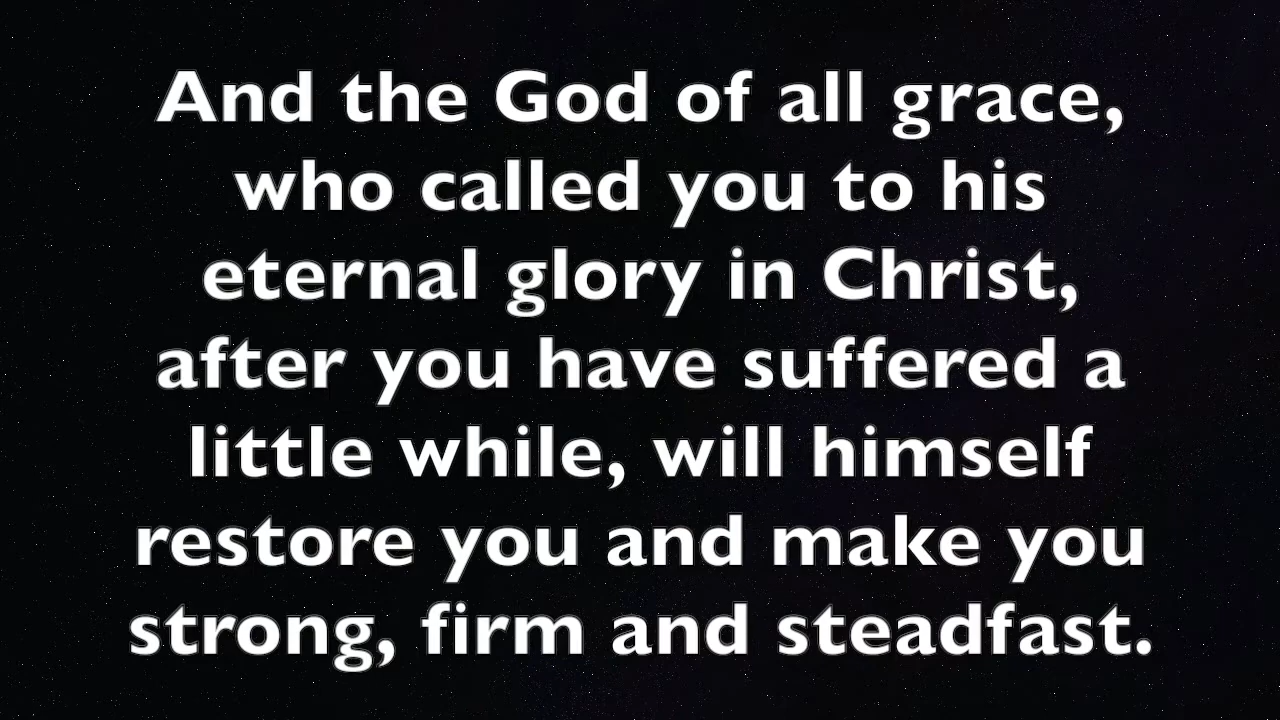 And the God of all grace,
who called you to his
eternal glory in Christ,
after you have suffered a
little while, will himself
restore you and make you
strong, firm and steadfast.